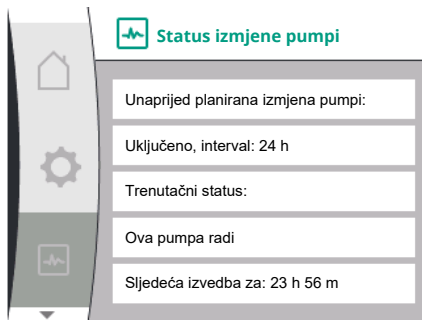 Status izmjene pumpi
Unaprijed planirana izmjena pumpi:
Uključeno, interval: 24 h
Trenutačni status:
Ova pumpa radi
Sljedeća izvedba za: 23 h 56 m